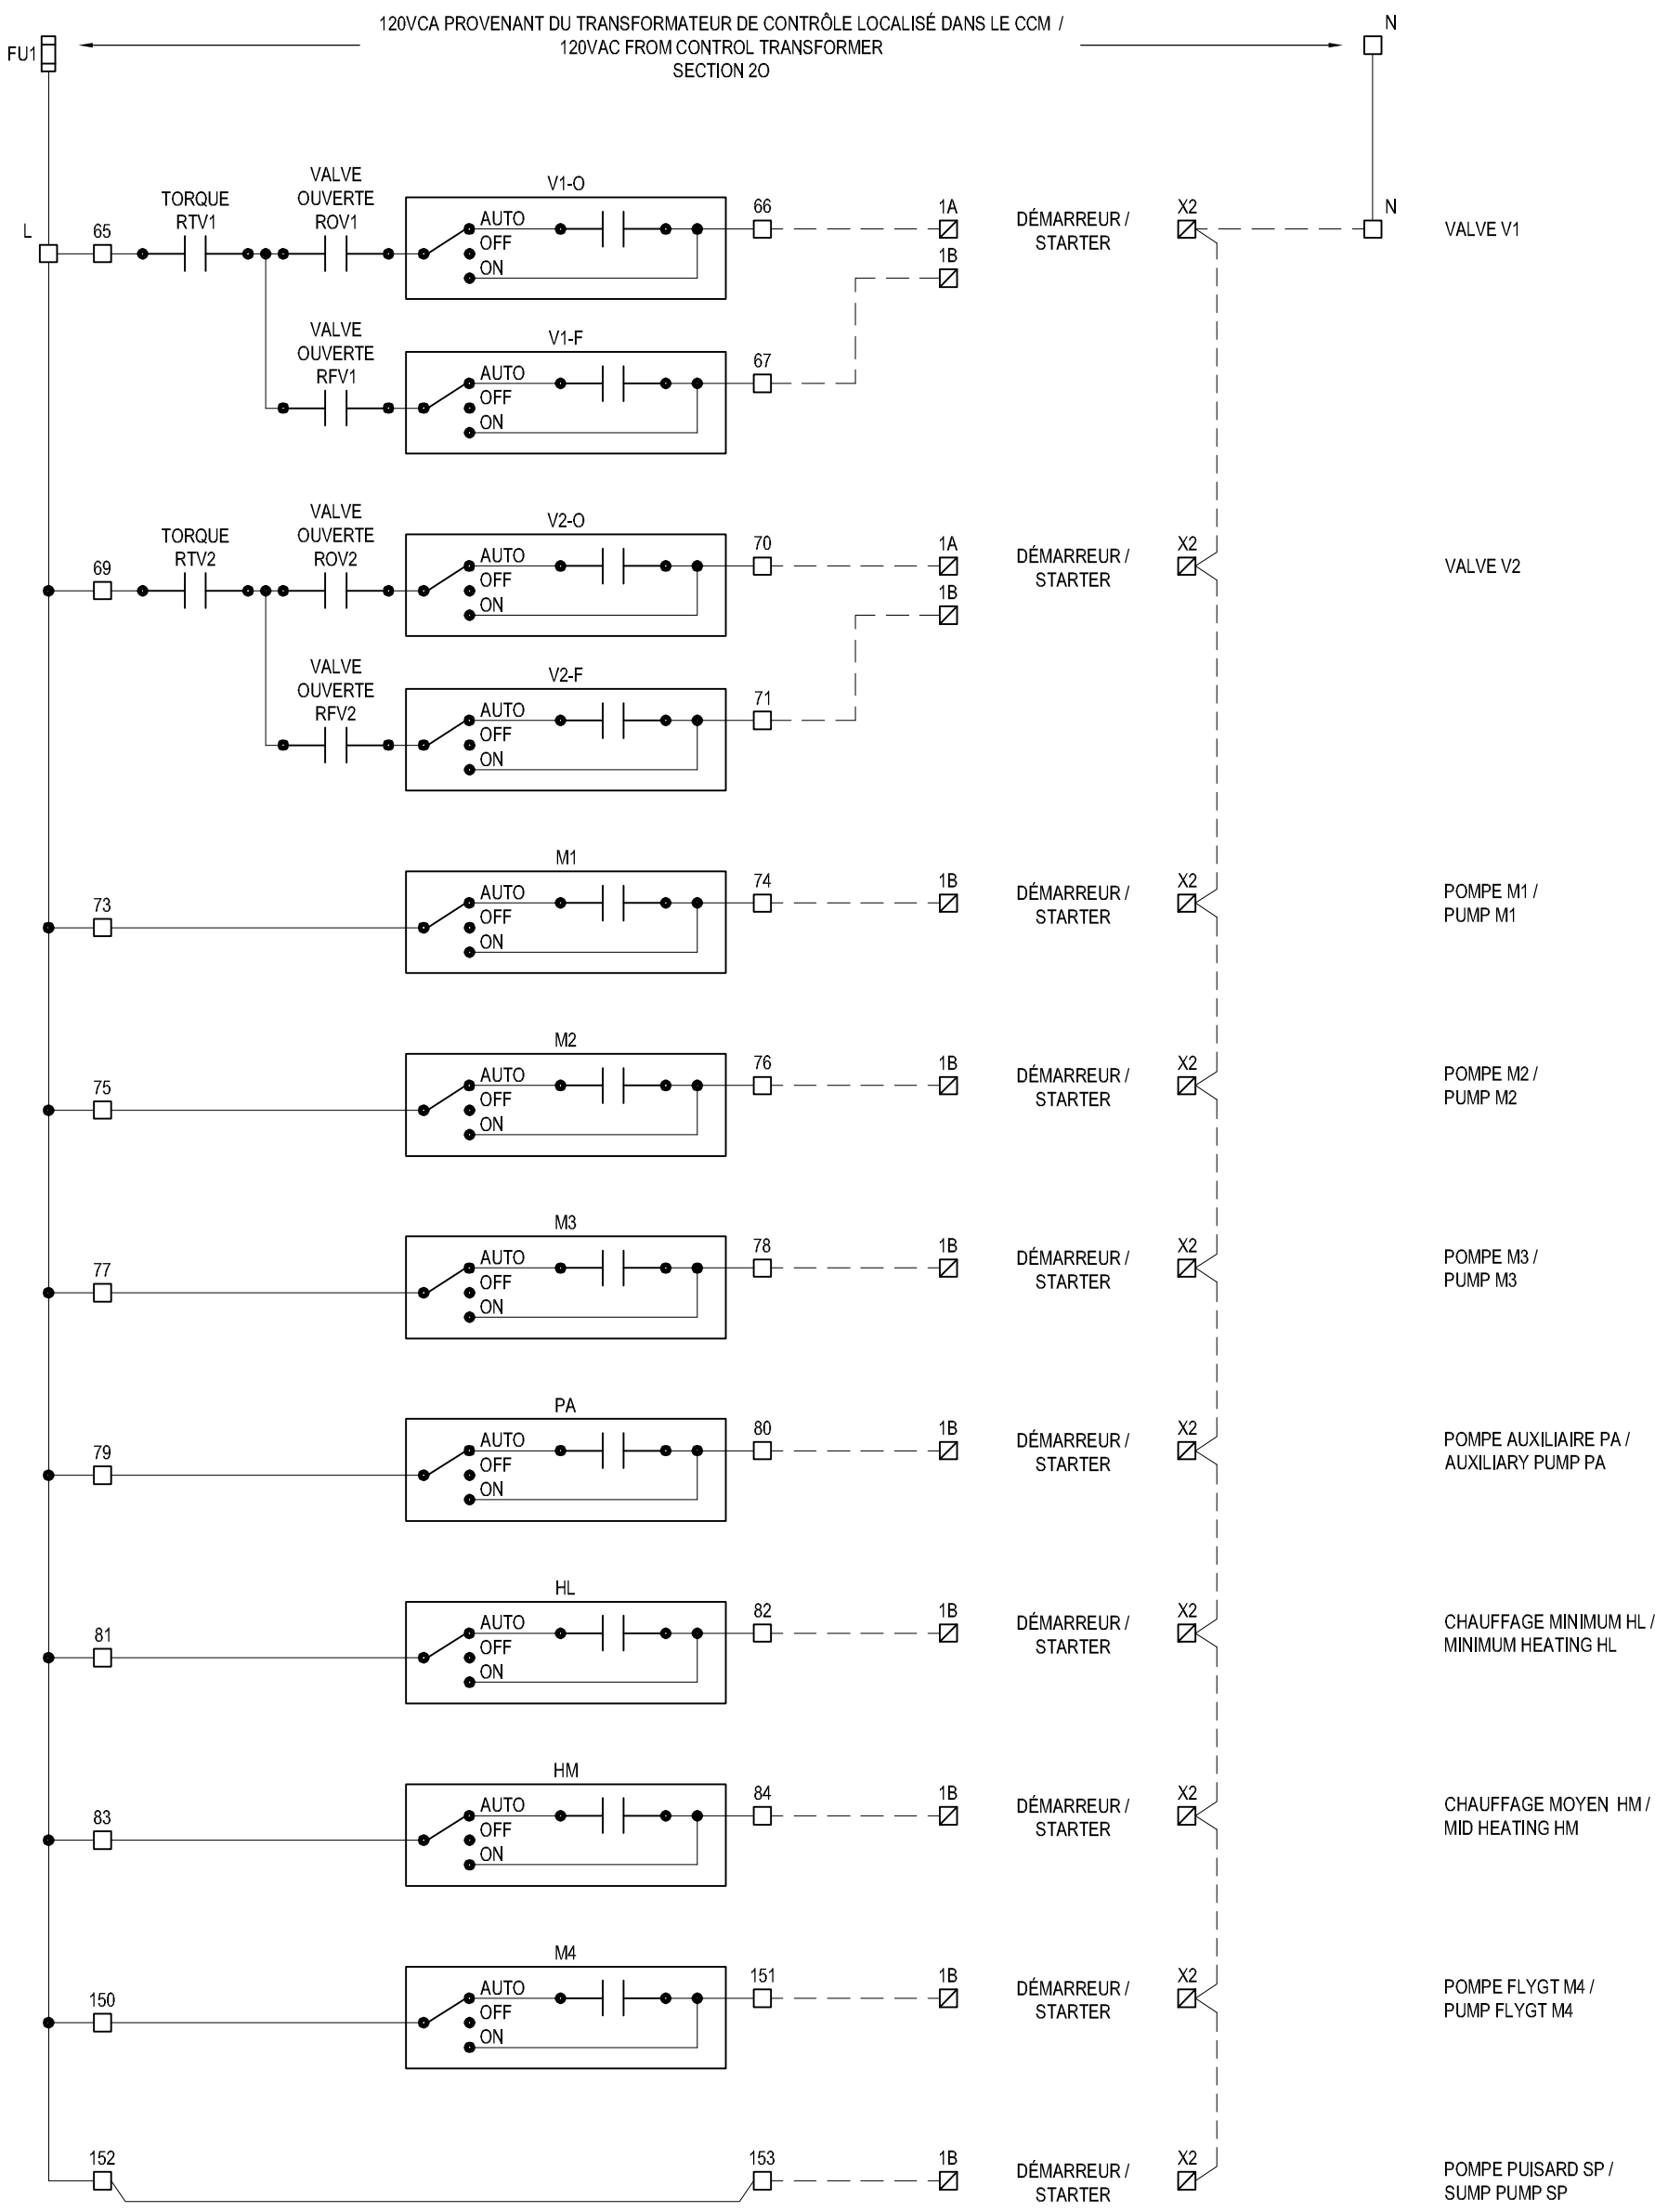 120VCA PROVENANT DU TRANSFORMATEUR DE CONTRÔLE LOCALISÉ DANS LE CCM /
120VAC FROM CONTROL TRANSFORMER
SECTION 2O
FU1
N
L
65
TORQUE
RTV1
VALVE
OUVERTE
ROV1
V1-O
AUTO
OFF
ON
66
1A
1B
DÉMARREUR /
STARTER
X2
N
VALVE V1
VALVE
OUVERTE
RFV1
V1-F
AUTO
OFF
ON
67
69
TORQUE
RTV2
VALVE
OUVERTE
ROV2
V2-O
AUTO
OFF
ON
70
1A
1B
DÉMARREUR /
STARTER
X2
VALVE V2
VALVE
OUVERTE
RFV2
V2-F
AUTO
OFF
ON
71
73
M1
AUTO
OFF
ON
74
1B
DÉMARREUR /
STARTER
X2
POMPE M1 /
PUMP M1
75
M2
AUTO
OFF
ON
76
1B
DÉMARREUR /
STARTER
X2
POMPE M2 /
PUMP M2
77
M3
AUTO
OFF
ON
78
1B
DÉMARREUR /
STARTER
X2
POMPE M3 /
PUMP M3
79
PA
AUTO
OFF
ON
80
1B
DÉMARREUR /
STARTER
X2
POMPE AUXILIAIRE PA /
AUXILIARY PUMP PA
81
HL
AUTO
OFF
ON
82
1B
DÉMARREUR /
STARTER
X2
CHAUFFAGE MINIMUM HL /
MINIMUM HEATING HL
83
HM
AUTO
OFF
ON
84
1B
DÉMARREUR /
STARTER
X2
CHAUFFAGE MOYEN HM /
MID HEATING HM
150
M4
AUTO
OFF
ON
151
1B
DÉMARREUR /
STARTER
X2
POMPE FLYGT M4 /
PUMP FLYGT M4
152
153
1B
DÉMARREUR /
STARTER
X2
POMPE PUISARD SP /
SUMP PUMP SP